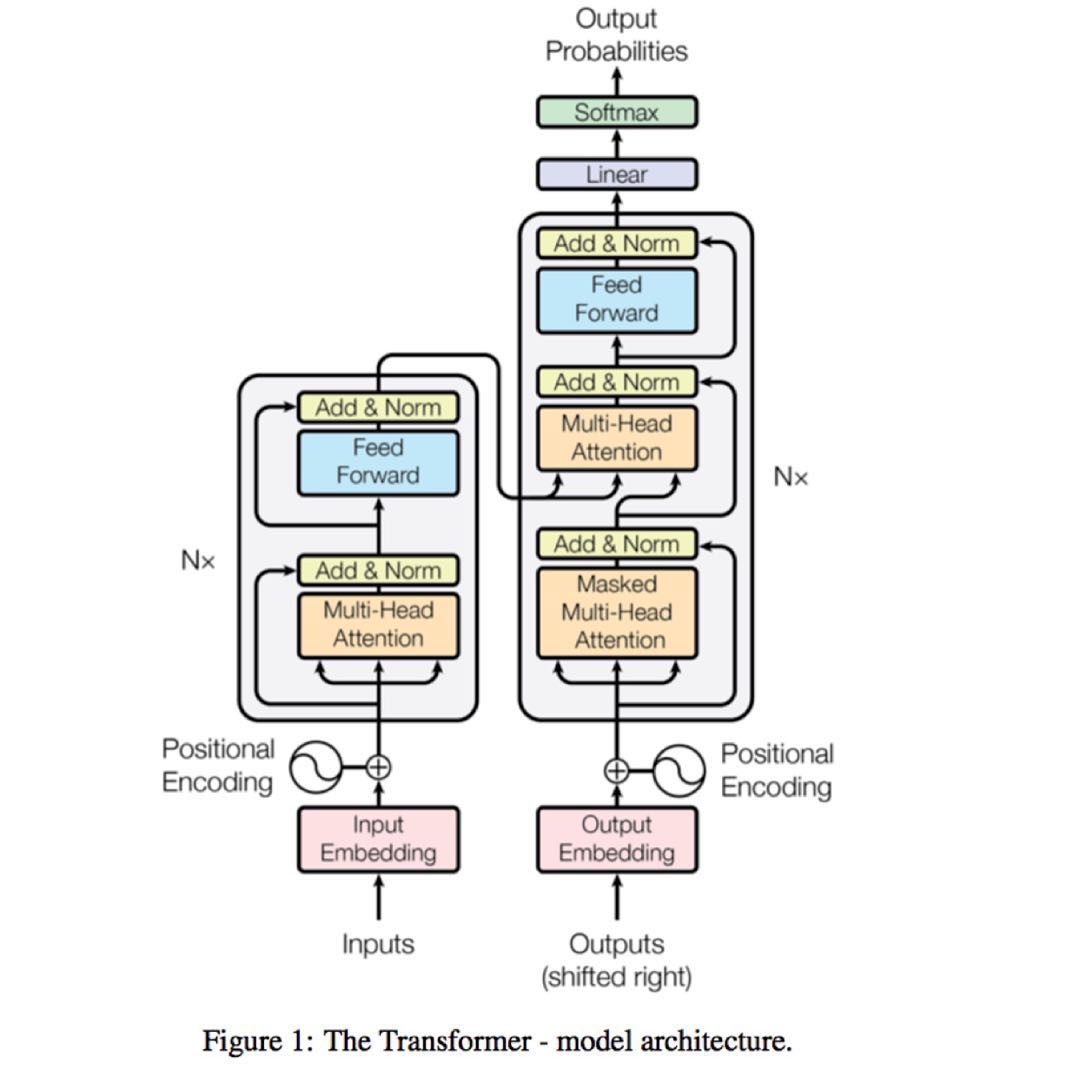 Output
Probabilities
Softmax
Linear
Add & Norm
Feed
Forward
Add & Norm
Multi-Head
Attention
Add & Norm
Masked
Multi-Head
Attention
Nx
Add & Norm
Feed
Forward
Add & Norm
Multi-Head
Attention
Nx
Positional
Encoding
Positional
Encoding
Input
Embedding
Output
Embedding
Inputs
Outputs
(shifted right)
Figure 1: The Transformer - model architecture.